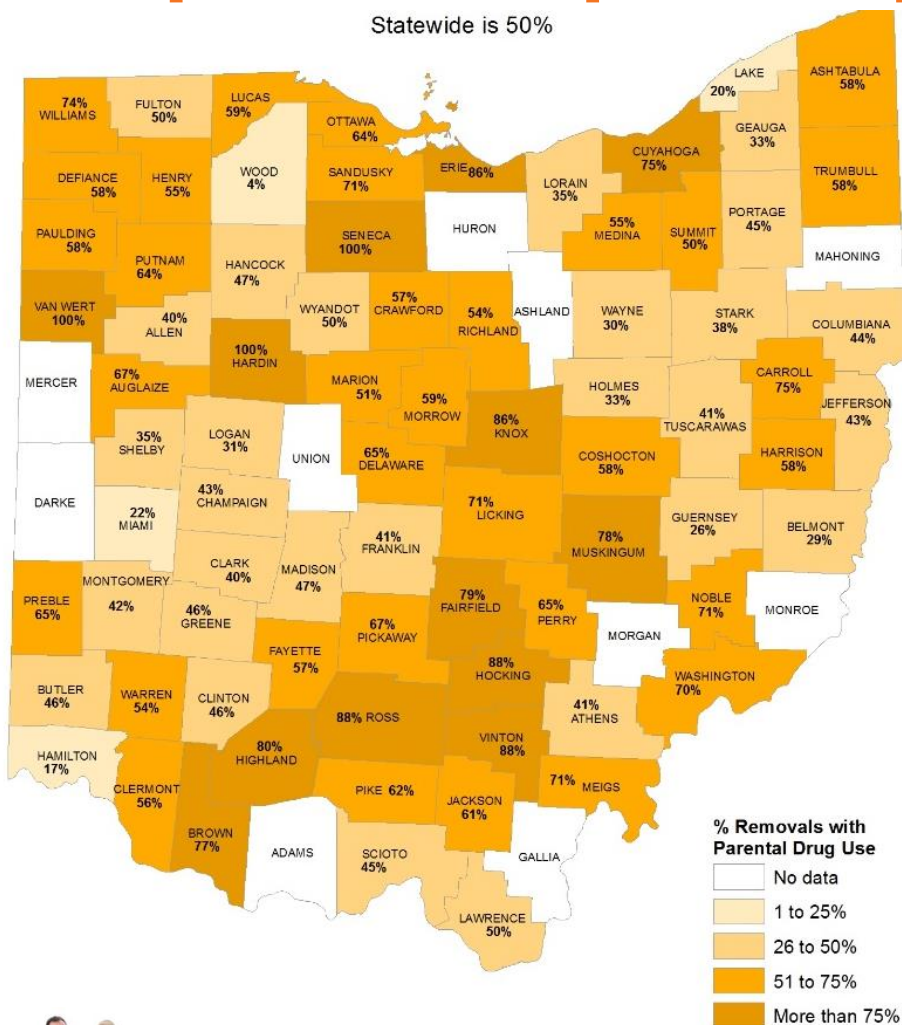 Statewide is 50%
LAKE
20%
ASHTABULA
58%
74%
WILLIAMS
FULTON
50%
LUCAS
59%
OTTAWA
64%
GEAUGA
33%
CUYAHOGA
75%
WOOD
4%
ERIE 86%
DEFIANCE
58%
HENRY
55%
SANDUSKY
71%
LORAIN
35%
TRUMBULL
58%
PORTAGE
45%
55%
MEDINA
SUMMIT
50%
HURON
SENECA
100%
PAULDING
58%
PUTNAM
64%
HANCOCK
47%
MAHONING
VAN WERT
100%
40%
ALLEN
WYANDOT
50%
57%
CRAWFORD
54%
RICHLAND
ASHLAND
WAYNE
30%
STARK
38%
COLUMBIANA
44%
100%
HARDIN
MERCER
67%
AUGLAIZE
MARION
51%
59%
MORROW
HOLMES
33%
CARROLL
75%
JEFFERSON
43%
41%
TUSCARAWAS
86%
KNOX
35%
SHELBY
LOGAN
31%
UNION
65%
DELAWARE
COSHOCTON
58%
HARRISON
58%
DARKE
43%
CHAMPAIGN
22%
MIAMI
71%
LICKING
GUERNSEY
26%
BELMONT
29%
41%
FRANKLIN
78%
MUSKINGUM
CLARK
40%
MADISON
47%
MONTGOMERY
42%
PREBLE
65%
46%
GREENE
79%
FAIRFIELD
65%
PERRY
NOBLE
71%
MONROE
67%
PICKAWAY
MORGAN
FAYETTE
57%
88%
HOCKING
WASHINGTON
70%
BUTLER
46%
WARREN
54%
CLINTON
46%
41%
ATHENS
88% ROSS
VINTON
88%
HAMILTON
17%
80%
HIGHLAND
CLERMONT
56%
PIKE 62%
JACKSON
61%
71% MEIGS
BROWN
77%
ADAMS
SCIOTO
45%
GALLIA
LAWRENCE
50%
% Removals with
Parental Drug Use
No data
1 to 25%
26 to 50%
51 to 75%
More than 75%